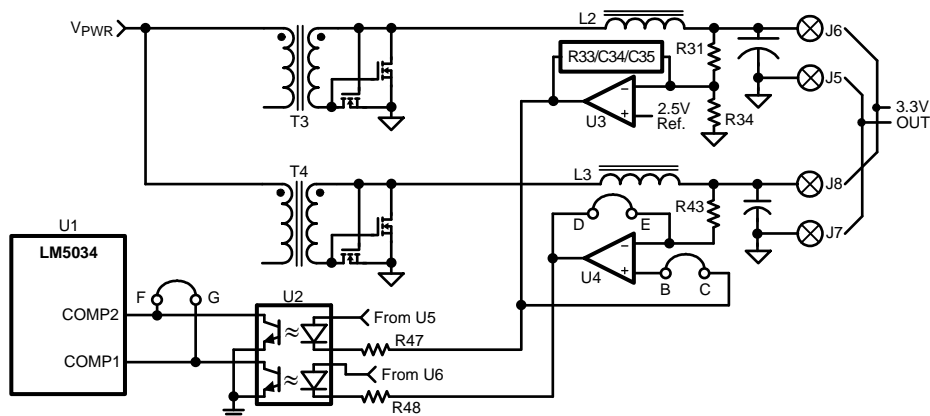 VPWR
L2
J6
R31
R33/C34/C35
J5
−
+
U3
2.5V
Ref.
R34
3.3V
OUT
T3
T4
L3
J8
R43
D
E
J7
−
+
U4
B
C
U1
LM5034
F
G
U2
COMP2
≈
From U5
R47
COMP1
≈
From U6
R48